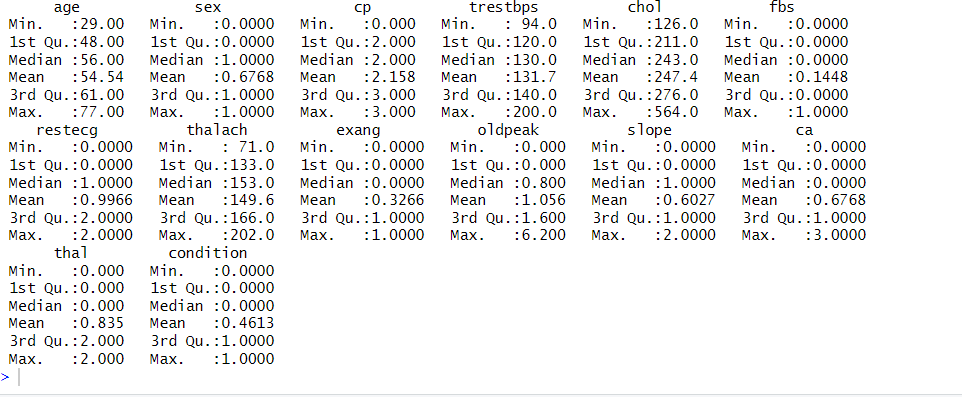 age sex cp trestbps chol fbs
Min. :29.00 Min. :0.0000 Min. :0.000 Min. : 94.0 Min. :126.0 Min. :0.0000
1st Qu.:48.00 1st Qu.:0.0000 1st Qu.:2.000 1st Qu.:120.0 1st Qu.:211.0 1st Qu.:0.0000
Median :56.00 Median :1.0000 Median :2.000 Median :130.0 Median :243.0 Median :0.0000
Mean :54.54 Mean :0.6768 Mean :2.158 Mean :131.7 Mean :247.4 Mean :0.1448
3rd Qu.:61.00 3rd Qu.:1.0000 3rd Qu.:3.000 3rd Qu.:140.0 3rd Qu.:276.0 3rd Qu.:0.0000
Max. :77.00 Max. :1.0000 Max. :3.000 Max. :200.0 Max. :564.0 Max. :1.0000
restecg thalach exang oldpeak slope ca
Min. :0.0000 Min. : 71.0 Min. :0.0000 Min. :0.000 Min. :0.0000 Min. :0.0000
1st Qu.:0.0000 1st Qu.:133.0 1st Qu.:0.0000 1st Qu.:0.000 1st Qu.:0.0000 1st Qu.:0.0000
Median :1.0000 Median :153.0 Median :0.0000 Median :0.800 Median :1.0000 Median :0.0000
Mean :0.9966 Mean :149.6 Mean :0.3266 Mean :1.056 Mean :0.6027 Mean :0.6768
3rd Qu.:2.0000 3rd Qu.:166.0 3rd Qu.:1.0000 3rd Qu.:1.600 3rd Qu.:1.0000 3rd Qu.:1.0000
Max. :2.0000 Max. :202.0 Max. :1.0000 Max. :6.200 Max. :2.0000 Max. :3.0000
thal condition
Min. :0.000 Min. :0.0000
1st Qu.:0.000 1st Qu.:0.0000
Median :0.000 Median :0.0000
Mean :0.835 Mean :0.4613
3rd Qu.:2.000 3rd Qu.:1.0000
Max. :2.000 Max. :1.0000
>